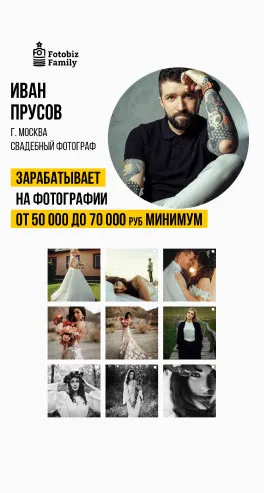 Fotobiz
Family
ИВАН
ПРУСОВ
Г. МОСКВА
СВАДЕБНЫЙ ФОТОГРАФ
ЗАРАБАТЫВАЕТ
НА ФОТОГРАФИИ
ОТ 50 000 ДО 70 000 РУБ МИНИМУМ